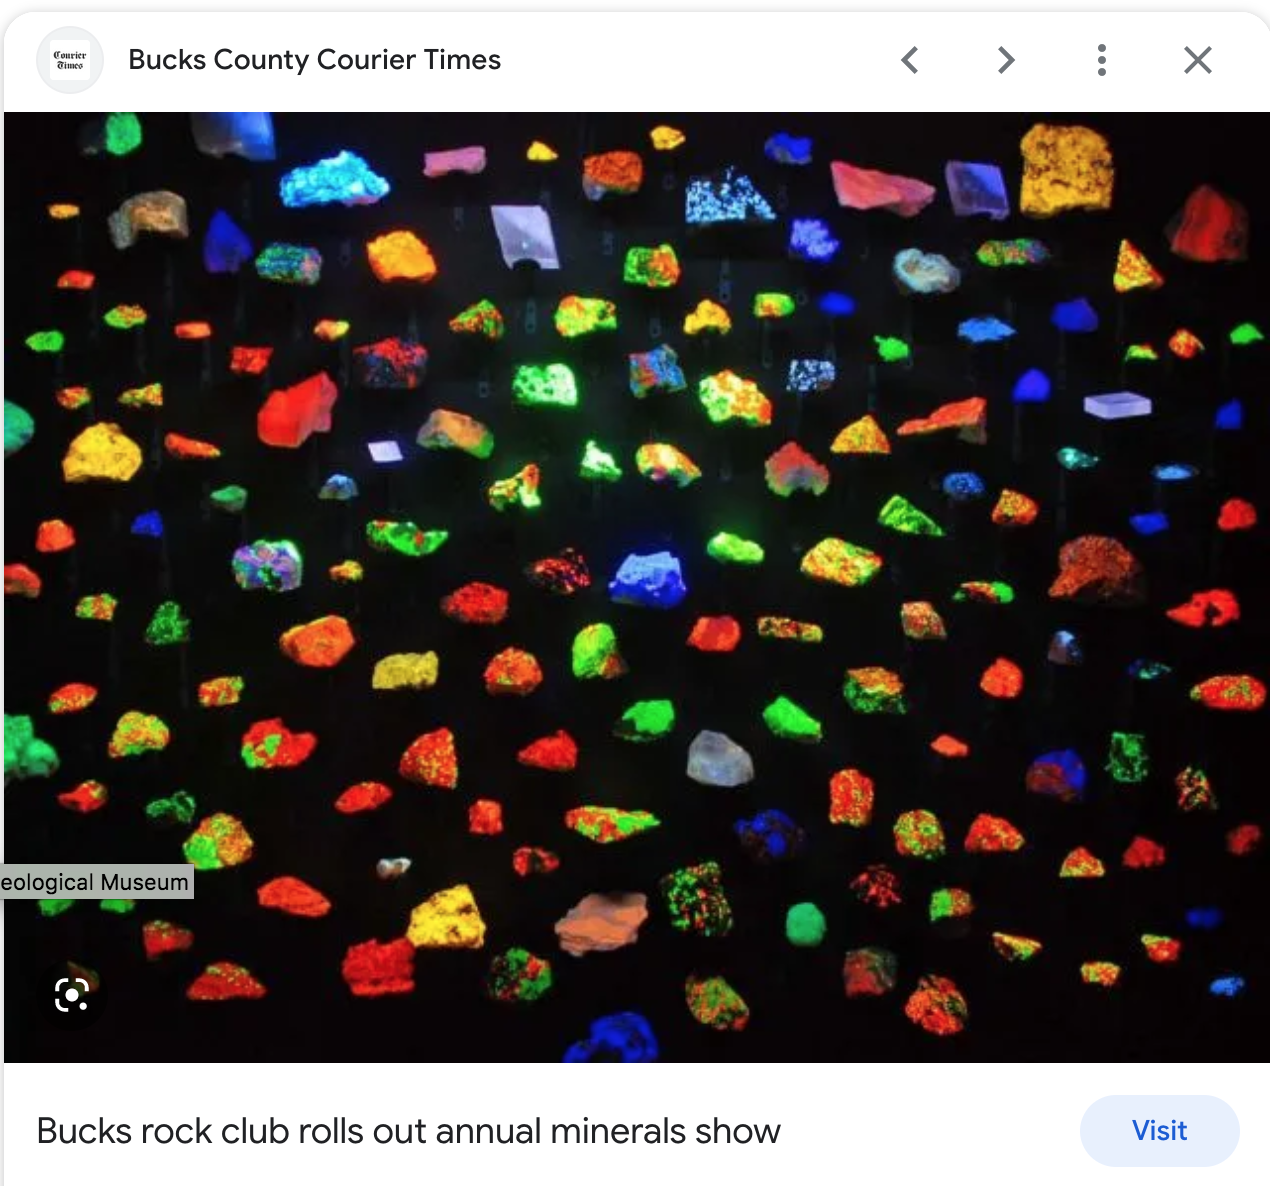 Courier
Times
Bucks County Courier Times
eological Museum
Bucks rock club rolls out annual minerals show
Visit